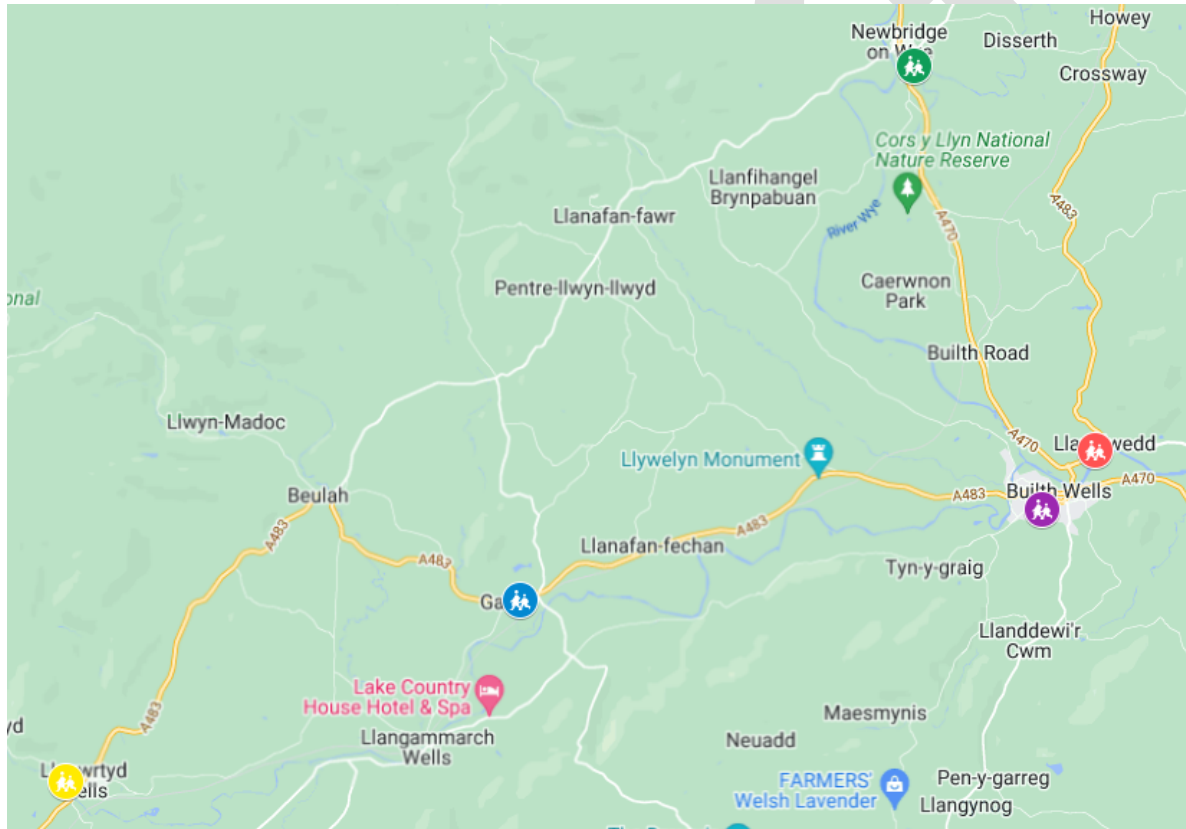 Howey
Newbridge
on Wye
Disserth
Crossway
Cors y Llyn National
Nature Reserve
Llanfihangel
Brynpabuan
A483
Llanafan-fawr
River Wye
A470
Caerwnon
Park
Pentre-llwyn-llwyd
onal
Builth Road
Llwyn-Madoc
A470
Llywelyn Monument
A470
Beulah
A483
Builth Wells
A483
A483
Llanafan-fechan
A483
Tyn-y-graig
Ga
Llanddewi'r
Cwm
Lake Country
House Hotel & Spa
A483
Maesmynis
yd
Llangammarch
Wells
Neuadd
wrtyd
ells
FARMERS'
Welsh Lavender
Pen-y-garreg
Llangynog